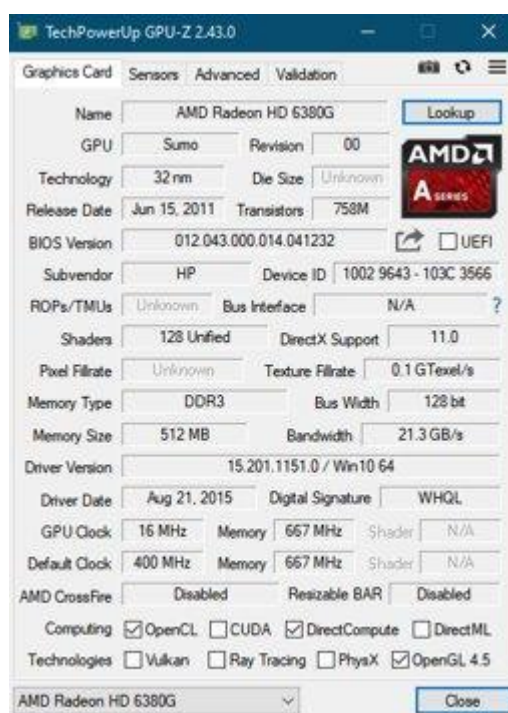 TechPowerUp GPU-Z 2.43.0
Graphics Card Sensors Advanced Validation
Name AMD Radeon HD 6380G Lookup
GPU Sumo Revision 00
AMD
A SERIES
Technology 32 nm Die Size Unknown
Release Date Jun 15, 2011 Transistors 758M
BIOS Version 012.043.000.014.041232 UEFI
Subvendor HP Device ID 1002 9643 - 103C 3566
ROPs/TMUs Unknown Bus Interface N/A ?
Shaders 128 Unified DirectX Support 11.0
Pixel Fillrate Unknown Texture Fillrate 0.1 GTexel/s
Memory Type DDR3 Bus Width 128 bit
Memory Size 512 MB Bandwidth 21.3 GB/s
Driver Version 15.201.1151.0 / Win10 64
Driver Date Aug 21, 2015 Digital Signature WHQL
GPU Clock 16 MHz Memory 667 MHz Shader N/A
Default Clock 400 MHz Memory 667 MHz Shader N/A
AMD CrossFire Disabled Resizable BAR Disabled
Computing OpenCL CUDA DirectCompute DirectML
Technologies Vulkan Ray Tracing PhysX OpenGL 4.5
AMD Radeon HD 6380G Close